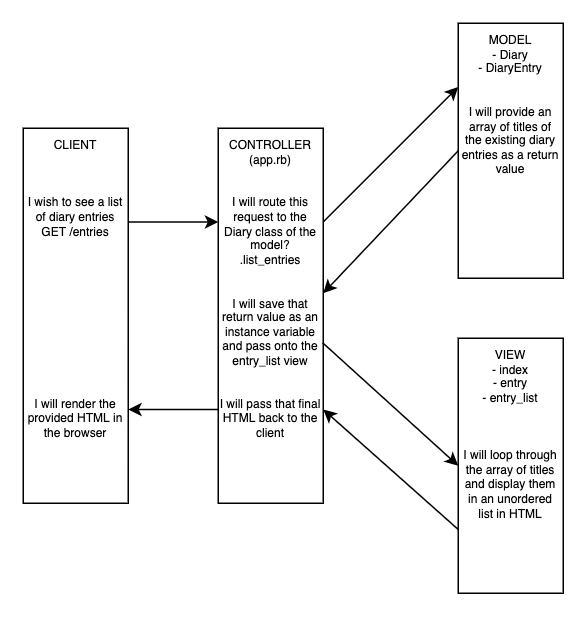 CLIENT
I wish to see a list
of diary entries
GET /entries
I will render the
provided HTML in
the browser
CONTROLLER
(app.rb)
I will route this
request to the
Diary class of the
model?
.list_entries
I will save that
return value as an
instance variable
and pass onto the
entry_list view
I will pass that final
HTML back to the
client
MODEL
- Diary
- DiaryEntry
I will provide an
array of titles of
the existing diary
entries as a return
value
VIEW
- index
- entry
- entry_list
I will loop through
the array of titles
and display them
in an unordered
list in HTML